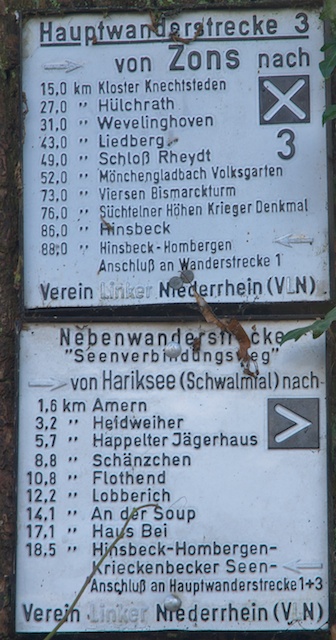 Hauptwanderstrecke 3
von Zons nach
15,0 km Kloster Knechtsteden
27,0 " Hülchrath
31,0 " Wevelinghoven
43,0 " Liedberg
49,0 " Schloß Rheydt
52,0 " Mönchengladbach Volksgarten
73,0 " Viersen Bismarckturm
76,0 " Süchtelner Höhen Krieger Denkmal
86,0 " Hinsbeck
88,0 " Hinsbeck-Hombergen
Anschluß an Wanderstrecke 1
X
3
Verein Linker Niederrhein (VLN)
Nebenwanderstrecke
"Seenverbindungsweg"
von Hariksee (Schwalmtal) nach
1,6 km Amern
3,2 " Heidweiher
5,7 " Happelter Jägerhaus
8,8 " Schänzchen
10,8 " Flothend
12,2 " Lobberich
14,1 " An der Soup
17,1 " Haus Bei
18,5 " Hinsbeck-Hombergen-
Krieckenbecker Seen-
Anschluß an Hauptwanderstrecke 1+3
>
Verein Linker Niederrhein (VLN)